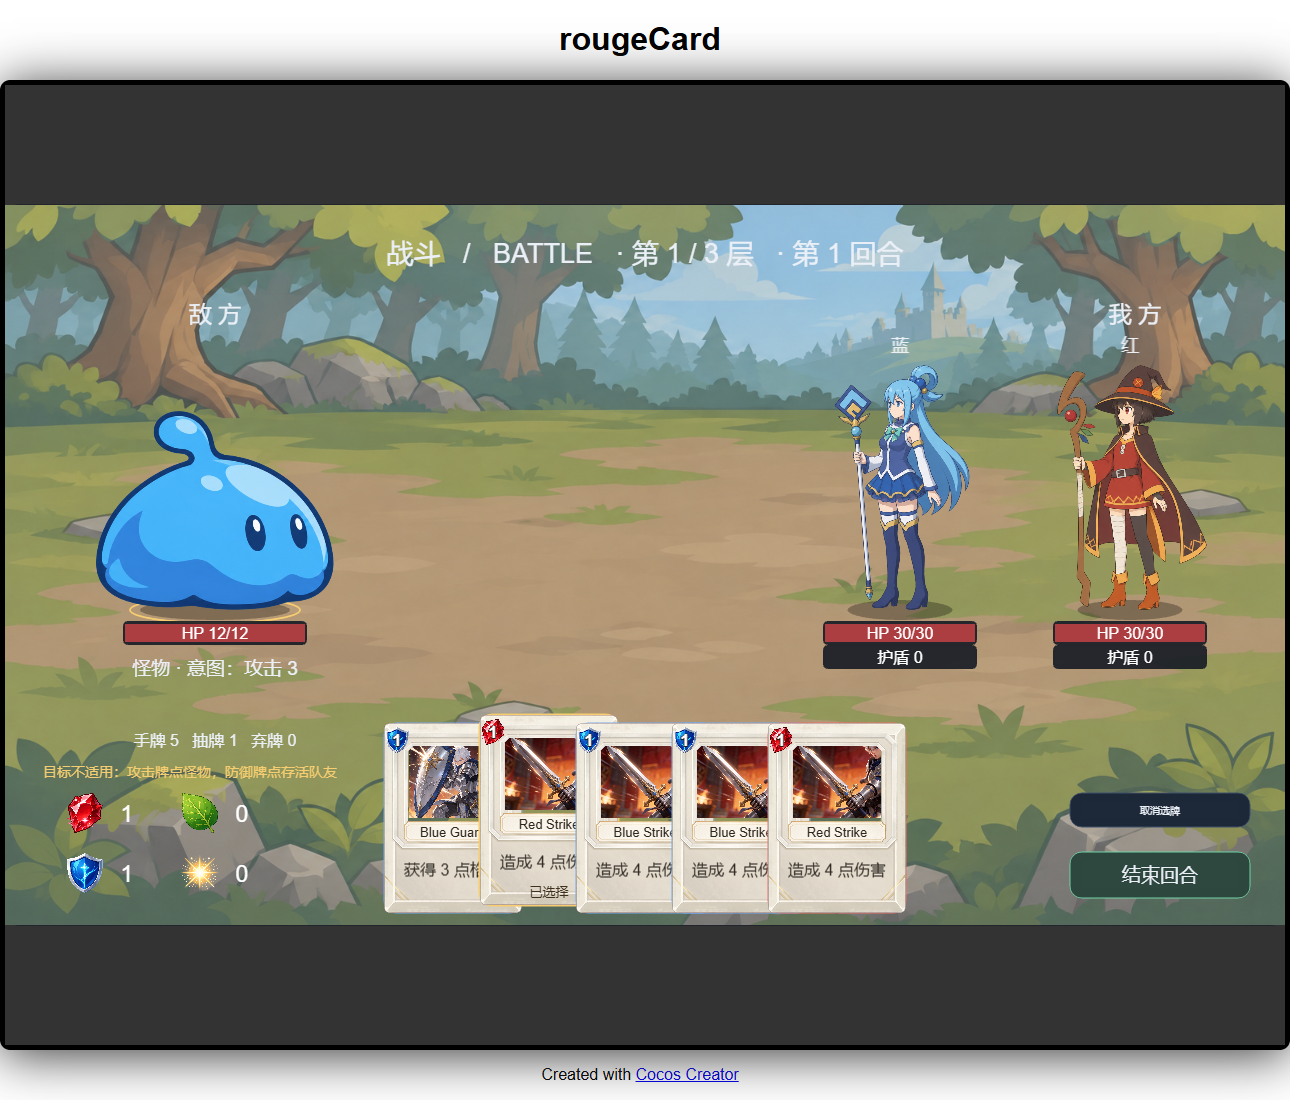 rougeCard
战斗 / BATTLE · 第 1 / 3 层 · 第 1 回合
敌 方
我 方
蓝
红
HP 12/12
怪物 · 意图：攻击 3
HP 30/30
护盾 0
HP 30/30
护盾 0
手牌 5 抽牌 1 弃牌 0
目标不适用：攻击牌点怪物，防御牌点存活队友
1
0
1
0
1
Blue Guar
获得 3 点格
1
Red Strike
造成 4 点伤
已选择
1
Blue Strike
造成 4 点伤
1
Blue Strike
造成 4 点伤
1
Red Strike
造成 4 点伤害
取消选牌
结束回合
Created with Cocos Creator